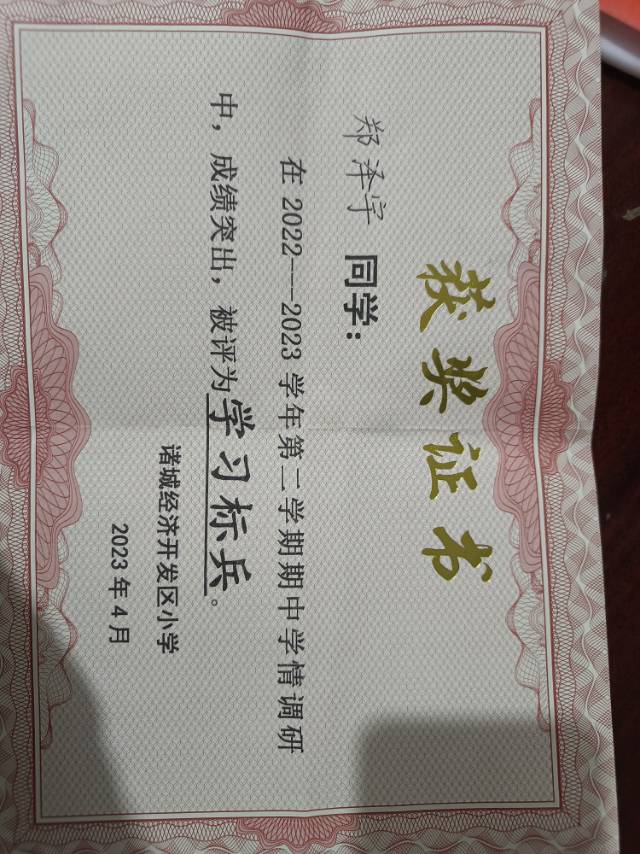 获奖证书
郑泽宇 同学：
在 2022---2023 学年第二学期期中学情调研
中，成绩突出，被评为学习标兵。
诸城经济开发区小学
2023 年 4 月